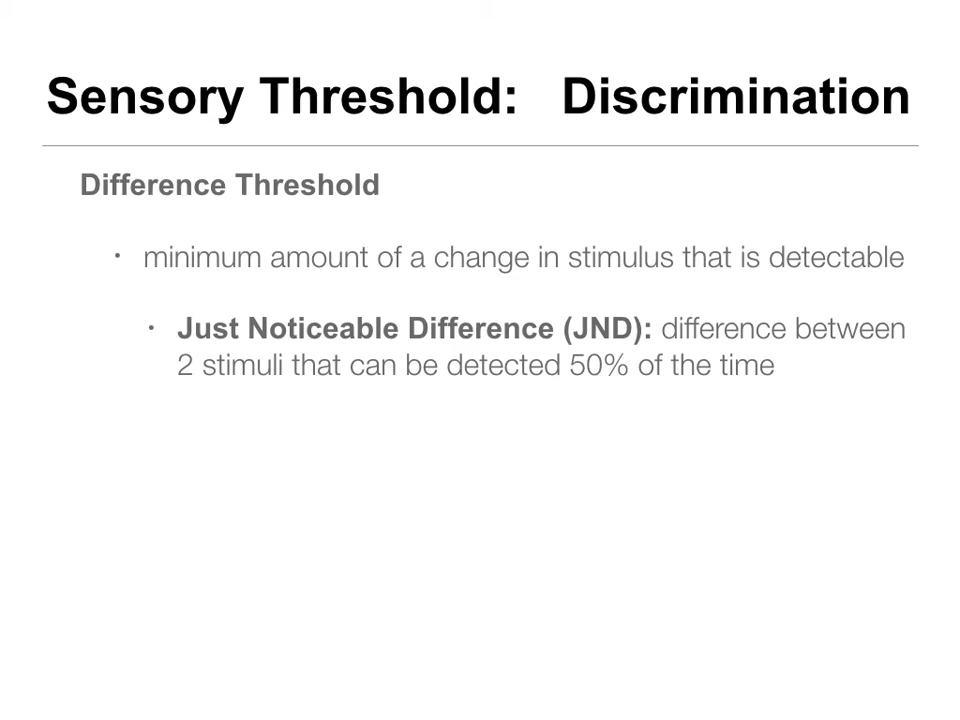 Sensory Threshold: Discrimination
Difference Threshold
• minimum amount of a change in stimulus that is detectable
• Just Noticeable Difference (JND): difference between
2 stimuli that can be detected 50% of the time